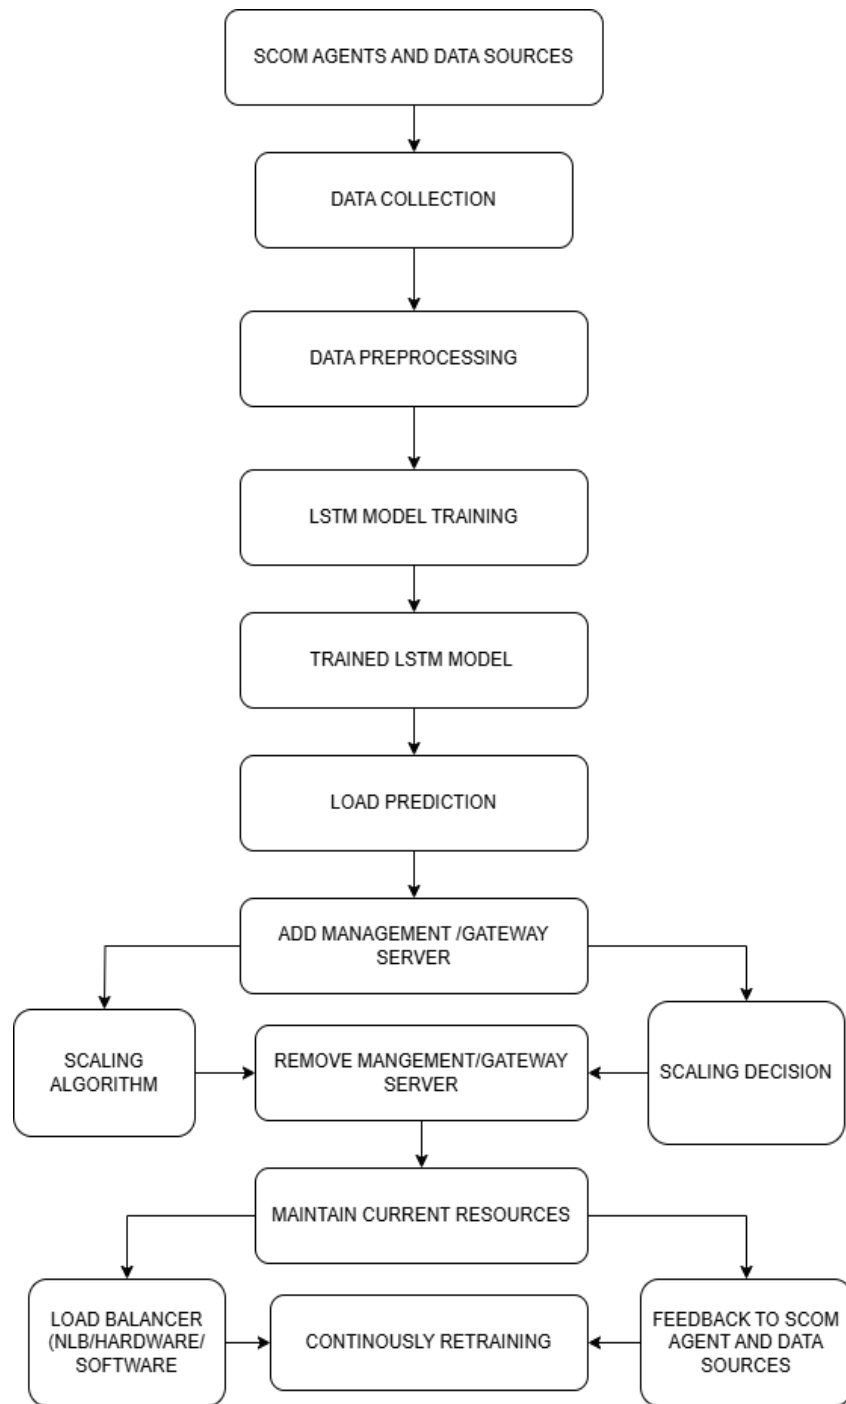 SCOM AGENTS AND DATA SOURCES
DATA COLLECTION
DATA PREPROCESSING
LSTM MODEL TRAINING
TRAINED LSTM MODEL
LOAD PREDICTION
ADD MANAGEMENT /GATEWAY
SERVER
SCALING
ALGORITHM
REMOVE MANGEMENT/GATEWAY
SERVER
SCALING DECISION
MAINTAIN CURRENT RESOURCES
LOAD BALANCER
(NLB/HARDWARE/
SOFTWARE
CONTINOUSLY RETRAINING
FEEDBACK TO SCOM
AGENT AND DATA
SOURCES